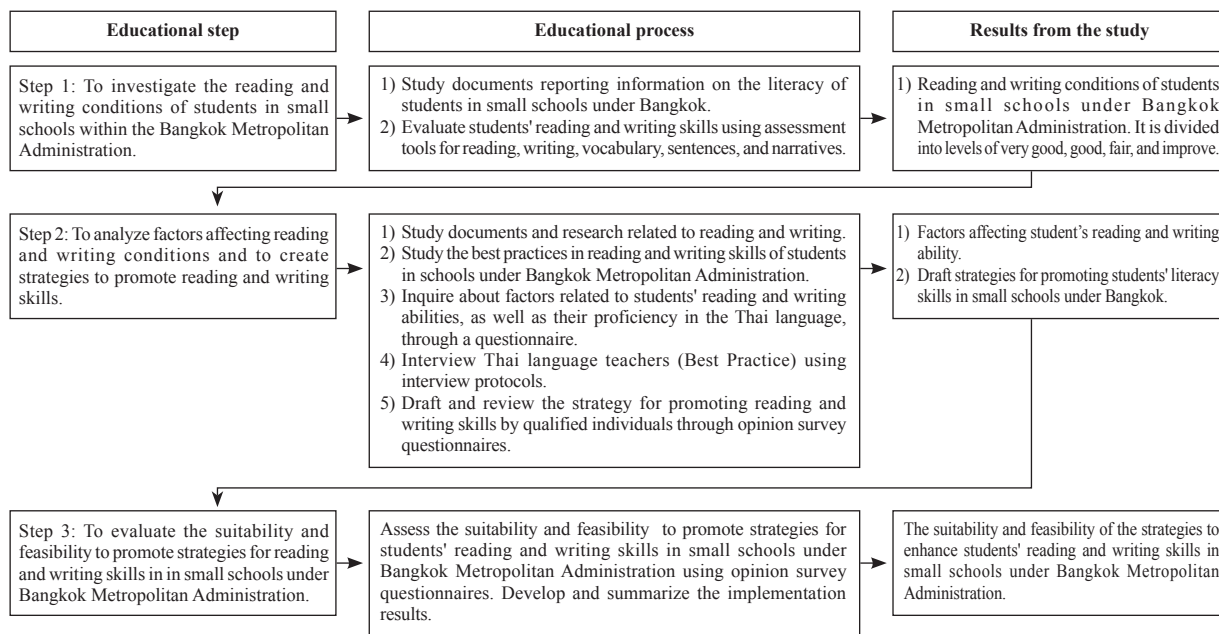 Educational step
Educational process
Results from the study
Step 1: To investigate the reading and
writing conditions of students in small
schools within the Bangkok Metropolitan
Administration.
1) Study documents reporting information on the literacy of
students in small schools under Bangkok.
2) Evaluate students' reading and writing skills using assessment
tools for reading, writing, vocabulary, sentences, and narratives.
1) Reading and writing conditions of students
in small schools under Bangkok
Metropolitan Administration. It is divided
into levels of very good, good, fair, and improve.
Step 2: To analyze factors affecting reading
and writing conditions and to create
strategies to promote reading and writing
skills.
1) Study documents and research related to reading and writing.
2) Study the best practices in reading and writing skills of students
in schools under Bangkok Metropolitan Administration.
3) Inquire about factors related to students' reading and writing
abilities, as well as their proficiency in the Thai language,
through a questionnaire.
4) Interview Thai language teachers (Best Practice) using
interview protocols.
5) Draft and review the strategy for promoting reading and
writing skills by qualified individuals through opinion survey
questionnaires.
1) Factors affecting student’s reading and writing
ability.
2) Draft strategies for promoting students' literacy
skills in small schools under Bangkok.
Step 3: To evaluate the suitability and
feasibility to promote strategies for reading
and writing skills in in small schools under
Bangkok Metropolitan Administration.
Assess the suitability and feasibility to promote strategies for
students' reading and writing skills in small schools under
Bangkok Metropolitan Administration using opinion survey
questionnaires. Develop and summarize the implementation
results.
The suitability and feasibility of the strategies to
enhance students' reading and writing skills in
small schools under Bangkok Metropolitan
Administration.